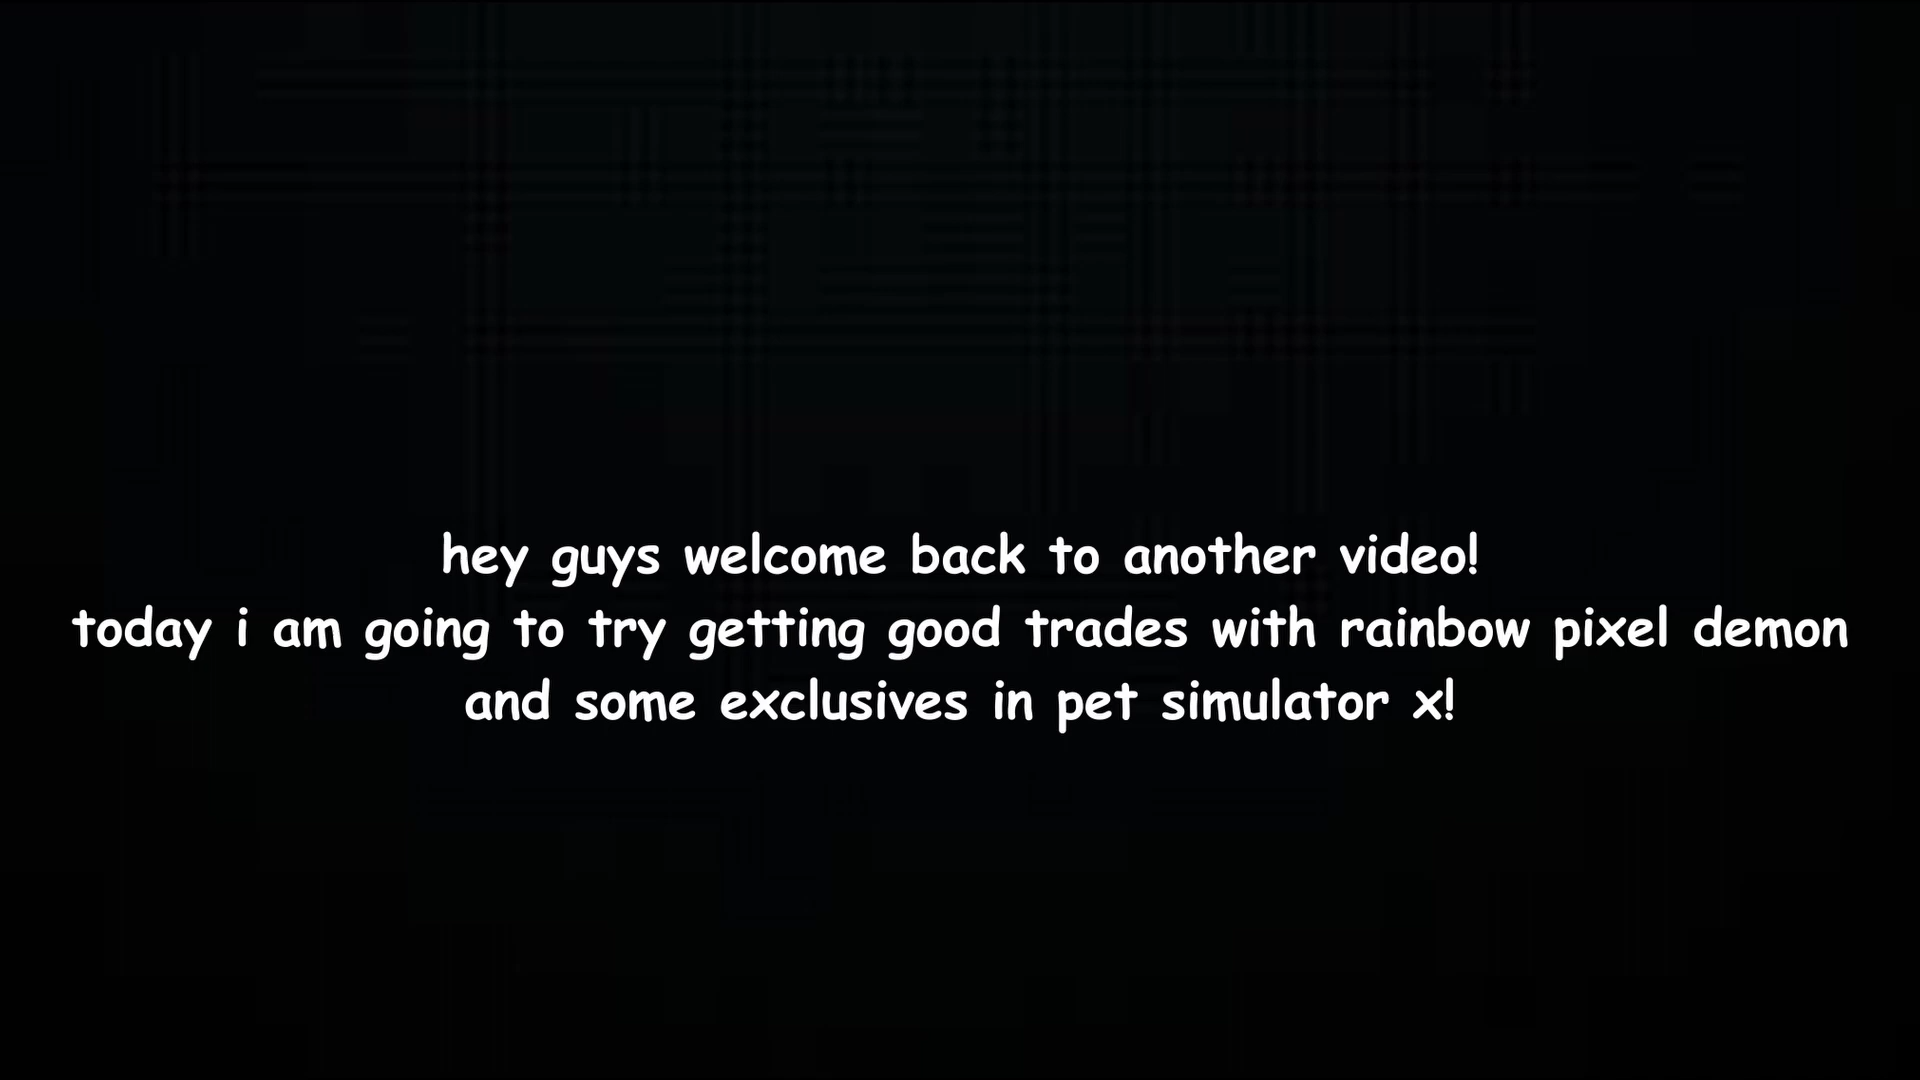 hey guys welcome back to another video!
today i am going to try getting good trades with rainbow pixel demon
and some exclusives in pet simulator x!